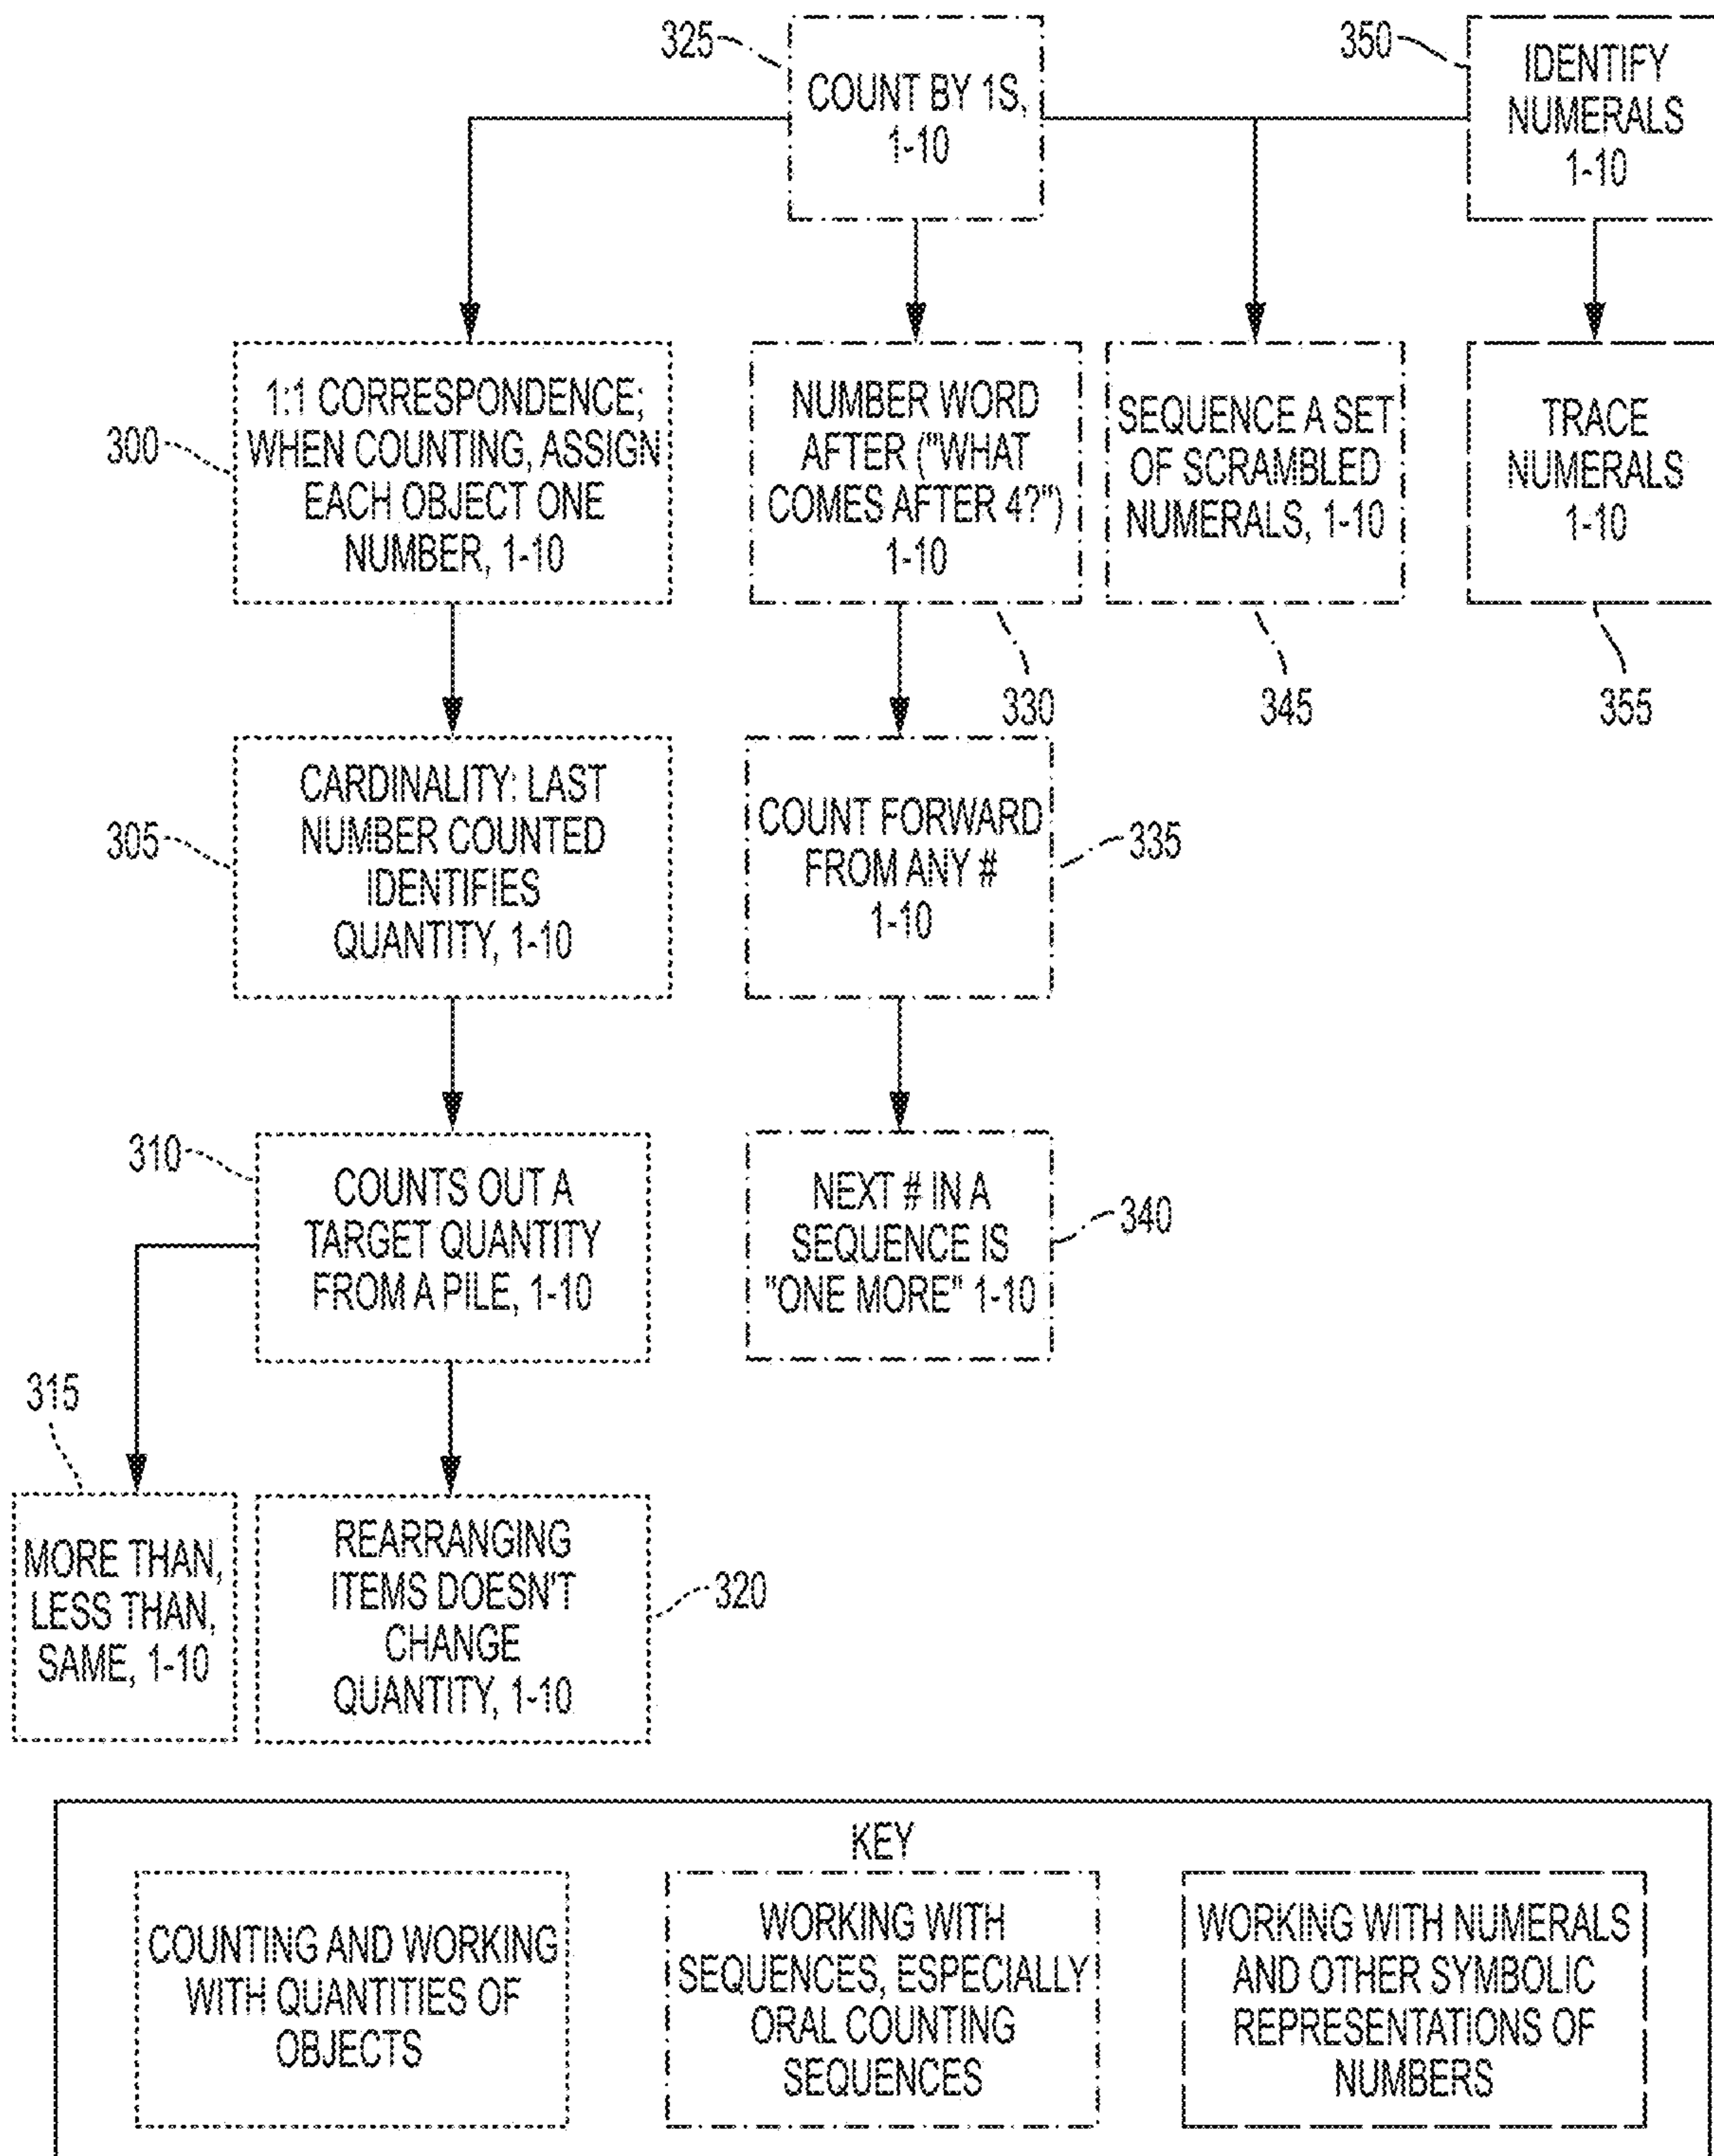 325
COUNT BY 1S,
1-10
350
IDENTIFY
NUMERALS
1-10
300
1:1 CORRESPONDENCE;
WHEN COUNTING, ASSIGN
EACH OBJECT ONE
NUMBER, 1-10
NUMBER WORD
AFTER ("WHAT
COMES AFTER 4?")
1-10
330
SEQUENCE A SET
OF SCRAMBLED
NUMERALS, 1-10
345
TRACE
NUMERALS
1-10
355
305
CARDINALITY: LAST
NUMBER COUNTED
IDENTIFIES
QUANTITY, 1-10
COUNT FORWARD
FROM ANY #
1-10
335
310
COUNTS OUT A
TARGET QUANTITY
FROM A PILE, 1-10
NEXT # IN A
SEQUENCE IS
"ONE MORE" 1-10
340
315
MORE THAN,
LESS THAN,
SAME, 1-10
REARRANGING
ITEMS DOESN'T
CHANGE
QUANTITY, 1-10
320
KEY
COUNTING AND WORKING
WITH QUANTITIES OF
OBJECTS
WORKING WITH
SEQUENCES, ESPECIALLY
ORAL COUNTING
SEQUENCES
WORKING WITH NUMERALS
AND OTHER SYMBOLIC
REPRESENTATIONS OF
NUMBERS